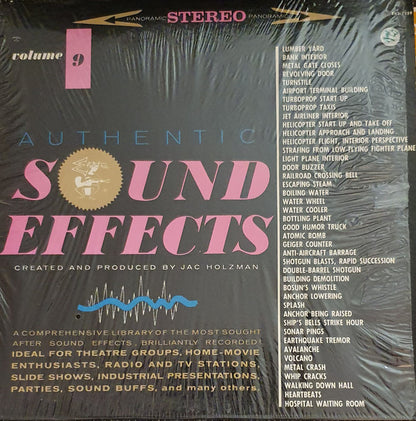 PANORAMIC STEREO PANORAMIC
volume 9
AUTHENTIC
SOUND
EFFECTS
CREATED AND PRODUCED BY JAC HOLZMAN
A COMPREHENSIVE LIBRARY OF THE MOST SOUGHT
AFTER SOUND EFFECTS, BRILLIANTLY RECORDED!
IDEAL FOR THEATRE GROUPS, HOME-MOVIE
ENTHUSIASTS, RADIO AND TV STATIONS,
SLIDE SHOWS, INDUSTRIAL PRESENTATIONS,
PARTIES, SOUND BUFFS, and many others.
LUMBER YARD
BANK INTERIOR
METAL GATE CLOSES
REVOLVING DOOR
TURNSTILE
AIRPORT TERMINAL BUILDING
TURBOPROP START UP
TURBOPROP TAXIS
JET AIRLINER INTERIOR
HELICOPTER START UP AND TAKE OFF
HELICOPTER APPROACH AND LANDING
HELICOPTER FLIGHT, INTERIOR PERSPECTIVE
STRAFING FROM LOW-FLYING FIGHTER PLANE
LIGHT PLANE INTERIOR
DOOR BUZZER
RAILROAD CROSSING BELL
ESCAPING STEAM
BOILING WATER
WATER WHEEL
WATER COOLER
BOTTLING PLANT
GOOD HUMOR TRUCK
ATOMIC BOMB
GEIGER COUNTER
ANTI-AIRCRAFT BARRAGE
SHOTGUN BLASTS, RAPID SUCCESSION
DOUBLE-BARREL SHOTGUN
BUILDING DEMOLITION
BOSUN'S WHISTLE
ANCHOR LOWERING
SPLASH
ANCHOR BEING RAISED
SHIP'S BELLS STRIKE HOUR
SONAR PINGS
EARTHQUAKE TREMOR
AVALANCHE
VOLCANO
METAL CRASH
WHIP CRACKS
WALKING DOWN HALL
HEARTBEATS
HOSPITAL WAITING ROOM